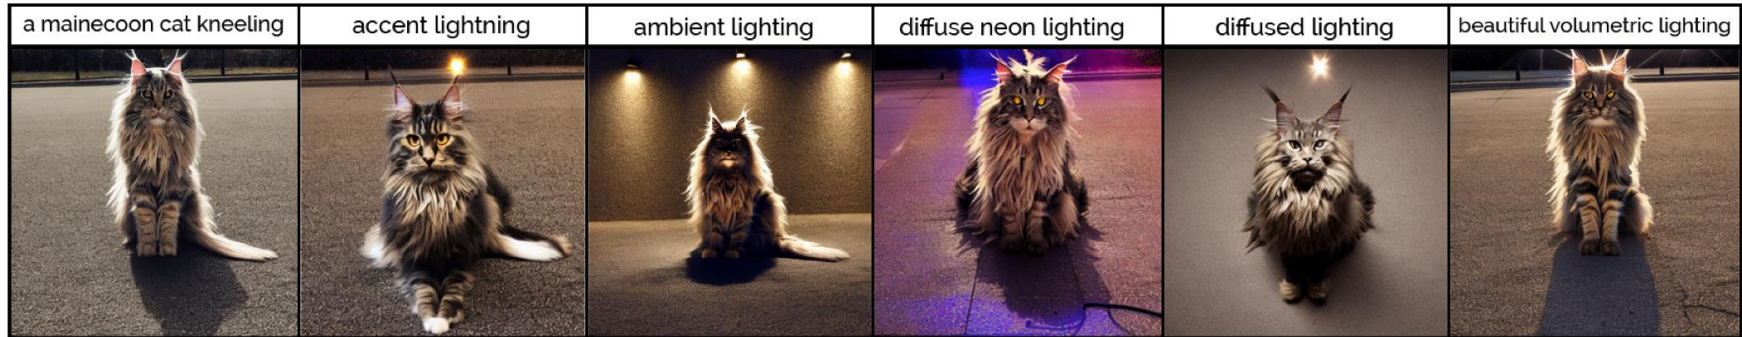 a mainecoon cat kneeling
accent lightning
ambient lighting
diffuse neon lighting
diffused lighting
beautiful volumetric lighting